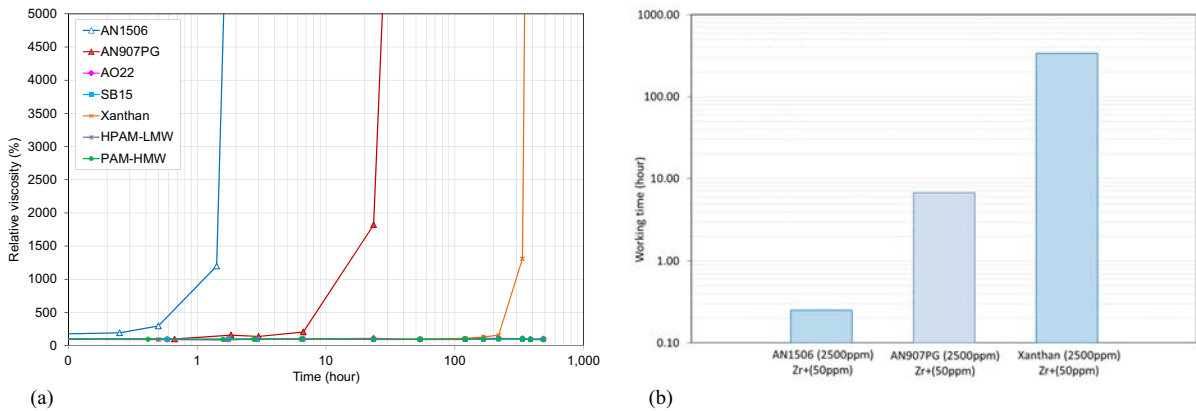 5000
4500
4000
3500
3000
2500
2000
1500
1000
500
0
Relative viscosity (%)
AN1506
AN907PG
AO22
SB15
Xanthan
HPAM-LMW
PAM-HMW
0 1 10 100 1,000
Time (hour)
(a)
1000.00
100.00
10.00
1.00
0.10
Working time (hour)
AN1506 (2500ppm) AN907PG (2500ppm) Xanthan (2500ppm)
Zr+(50ppm) Zr+(50ppm) Zr+(50ppm)
(b)